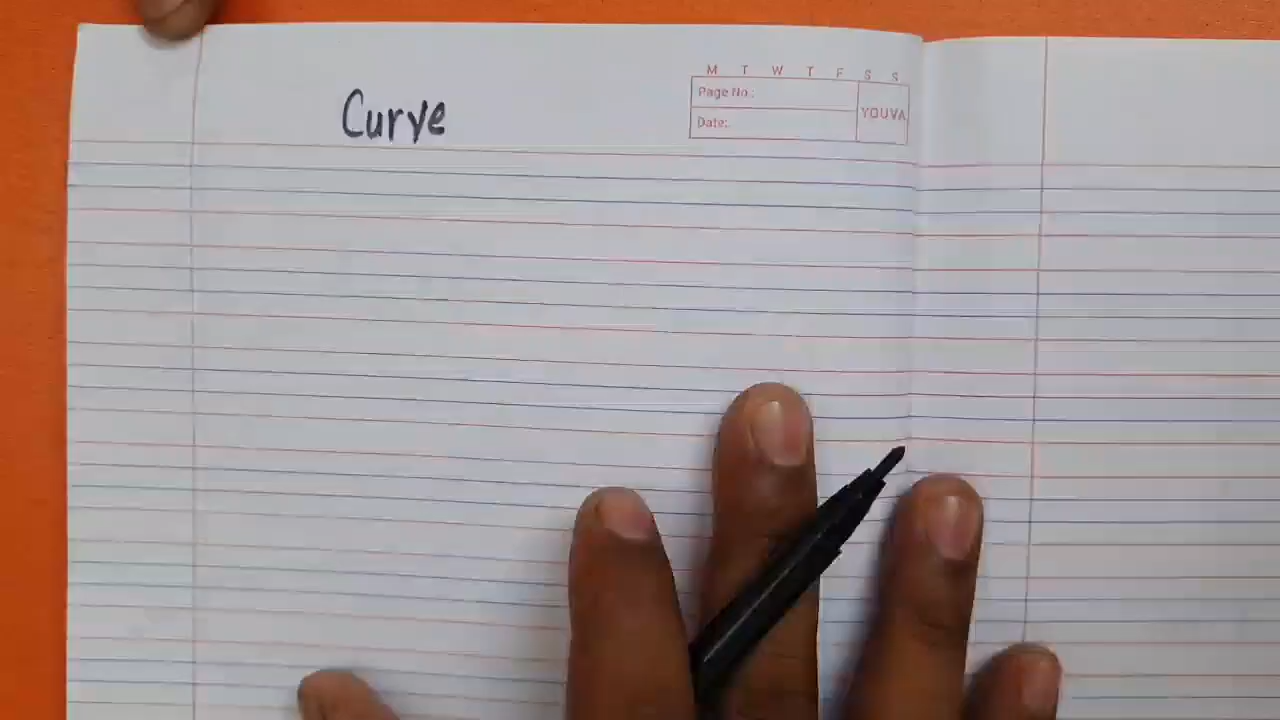 M T W T F S S
Curve
Page No.:
YOUVA
Date: